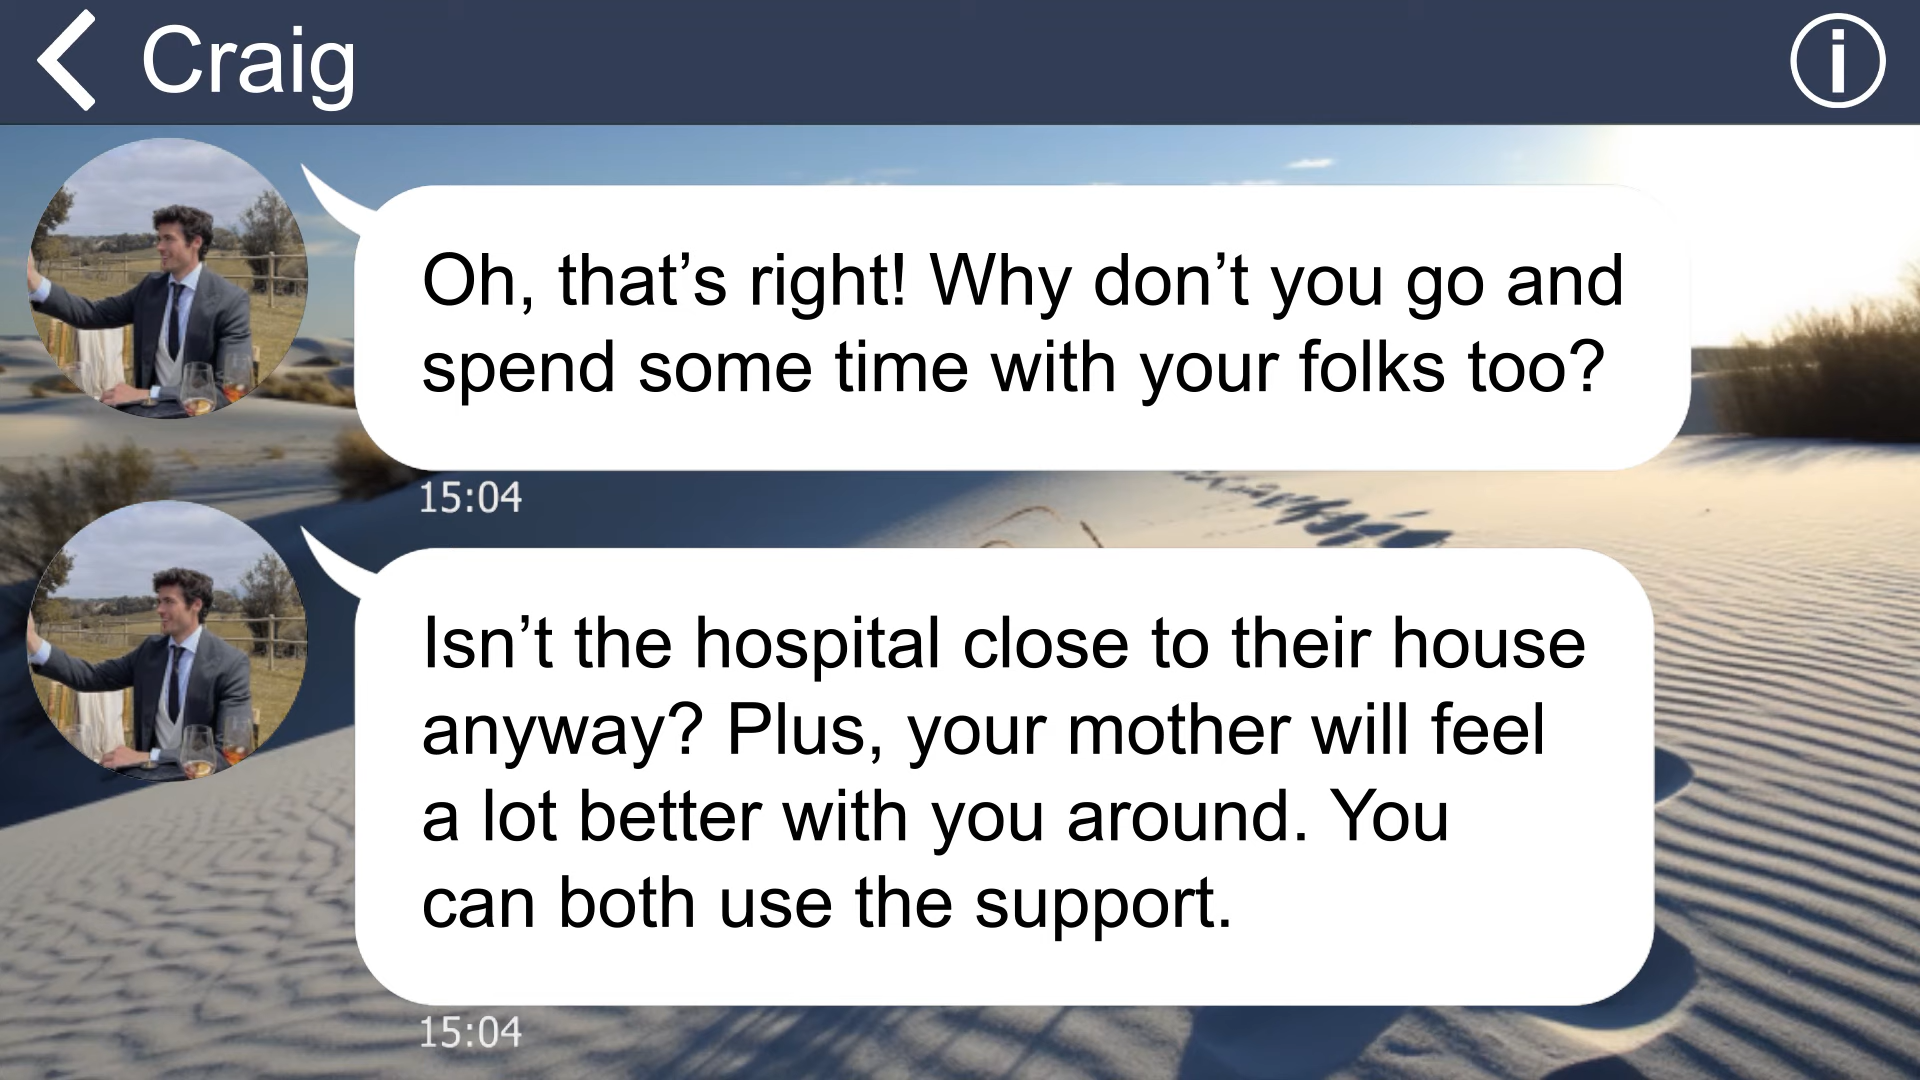 Craig
Oh, that’s right! Why don’t you go and
spend some time with your folks too?
15:04
Isn’t the hospital close to their house
anyway? Plus, your mother will feel
a lot better with you around. You
can both use the support.
15:04